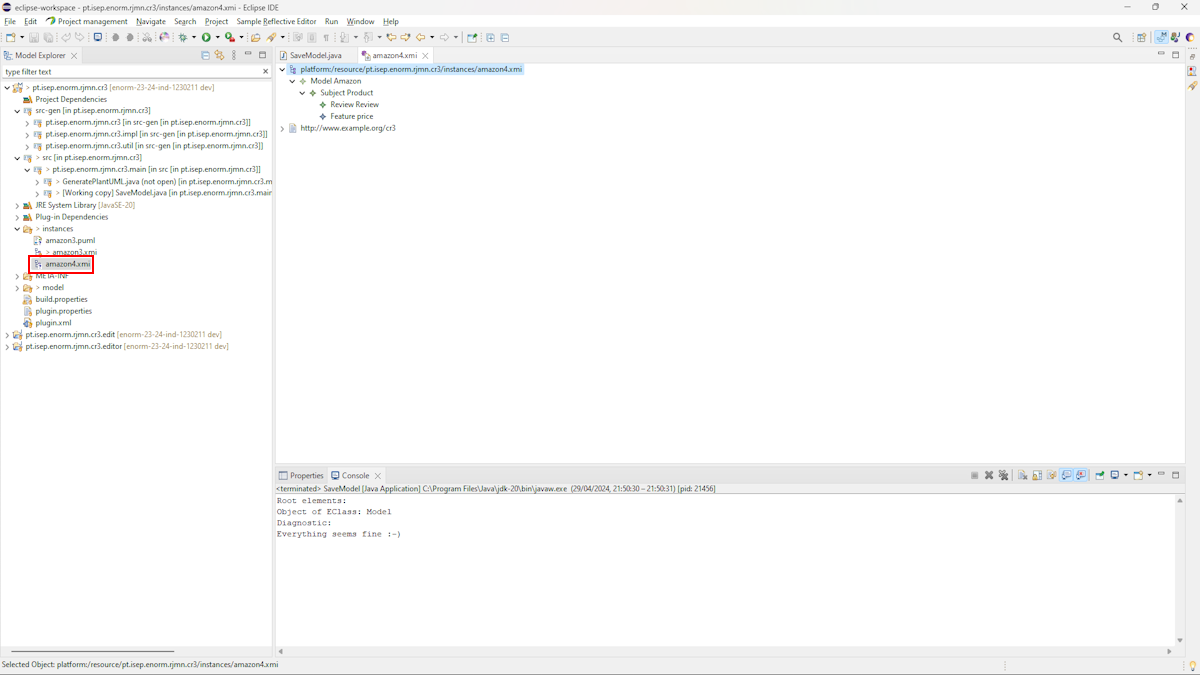 eclipse-workspace - pt.isep.enorm.rjmn.cr3/instances/amazon4.xmi - Eclipse IDE
File Edit Project management Navigate Search Project Sample Reflective Editor Run Window Help
Model Explorer
type filter text
> pt.isep.enorm.rjmn.cr3 [enorm-23-24-ind-1230211 dev]
Project Dependencies
src-gen [in pt.isep.enorm.rjmn.cr3]
pt.isep.enorm.rjmn.cr3 [in src-gen [in pt.isep.enorm.rjmn.cr3]]
pt.isep.enorm.rjmn.cr3.impl [in src-gen [in pt.isep.enorm.rjmn.cr3]]
pt.isep.enorm.rjmn.cr3.util [in src-gen [in pt.isep.enorm.rjmn.cr3]]
> src [in pt.isep.enorm.rjmn.cr3]
> pt.isep.enorm.rjmn.cr3.main [in src [in pt.isep.enorm.rjmn.cr3]]
> GeneratePlantUML.java (not open) [in pt.isep.enorm.rjmn.cr3.m
> [Working copy] SaveModel.java [in pt.isep.enorm.rjmn.cr3.main
JRE System Library [JavaSE-20]
Plug-in Dependencies
> instances
amazon3.puml
> amazon3.xmi
amazon4.xmi
META-INF
> model
build.properties
plugin.properties
plugin.xml
pt.isep.enorm.rjmn.cr3.edit [enorm-23-24-ind-1230211 dev]
pt.isep.enorm.rjmn.cr3.editor [enorm-23-24-ind-1230211 dev]
SaveModel.java amazon4.xmi
platform:/resource/pt.isep.enorm.rjmn.cr3/instances/amazon4.xmi
Model Amazon
Subject Product
Review Review
Feature price
http://www.example.org/cr3
Properties Console
<terminated> SaveModel [Java Application] C:\Program Files\Java\jdk-20\bin\javaw.exe (29/04/2024, 21:50:30 – 21:50:31) [pid: 21456]
Root elements:
Object of EClass: Model
Diagnostic:
Everything seems fine :-)
Selected Object: platform:/resource/pt.isep.enorm.rjmn.cr3/instances/amazon4.xmi